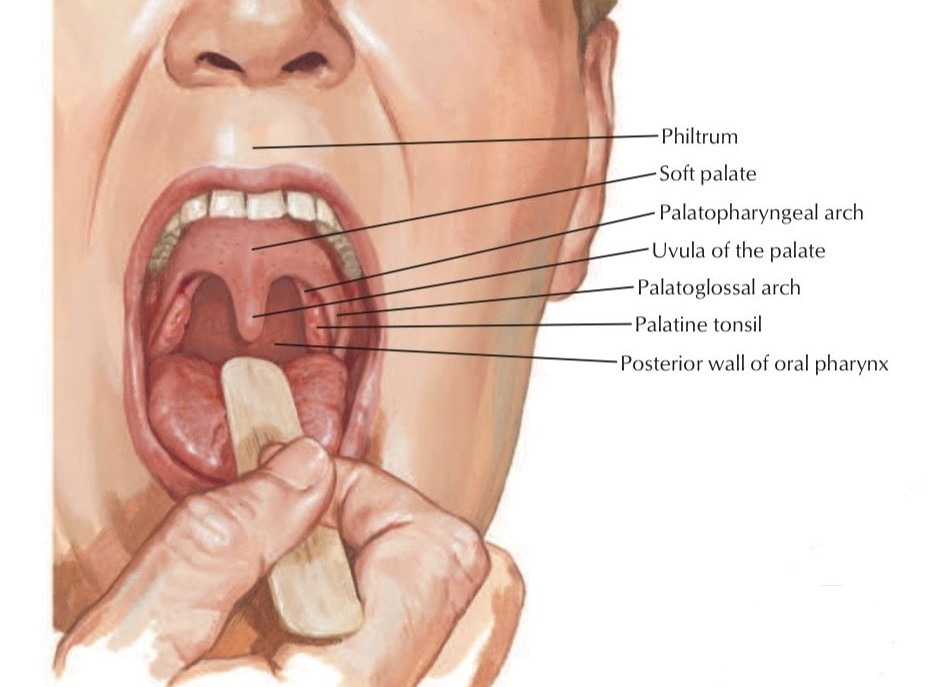 Philtrum
Soft palate
Palatopharyngeal arch
Uvula of the palate
Palatoglossal arch
Palatine tonsil
Posterior wall of oral pharynx